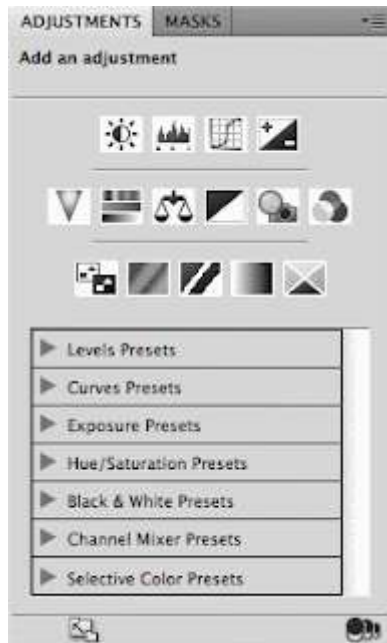 ADJUSTMENTS MASKS
Add an adjustment
Levels Presets
Curves Presets
Exposure Presets
Hue/Saturation Presets
Black & White Presets
Channel Mixer Presets
Selective Color Presets